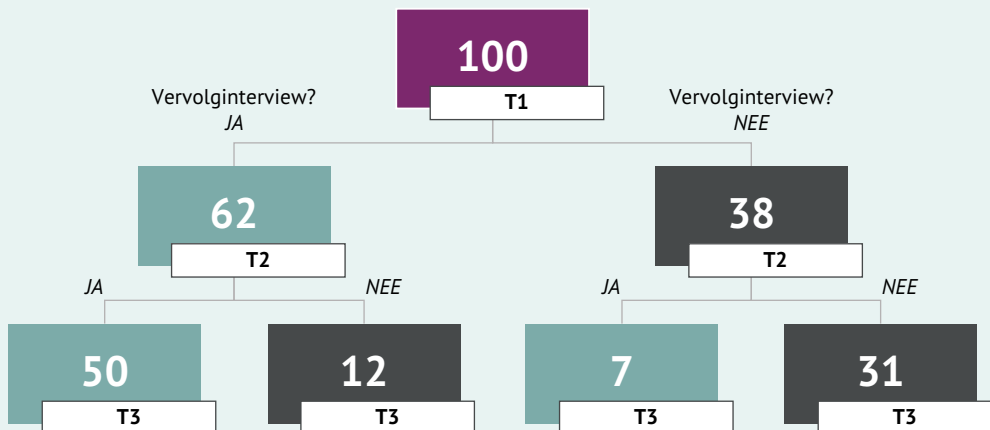 100
T1
Vervolginterview?
JA
Vervolginterview?
NEE
62
T2
38
T2
JA
NEE
JA
NEE
50
T3
12
T3
7
T3
31
T3